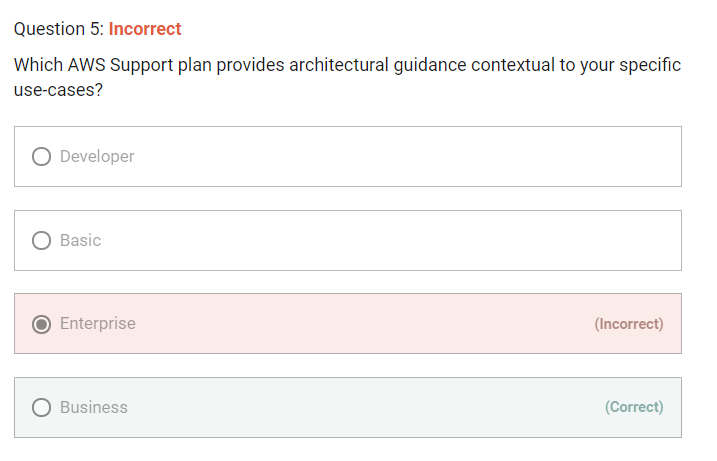 Question 5: Incorrect
Which AWS Support plan provides architectural guidance contextual to your specific
use-cases?
Developer
Basic
Enterprise (Incorrect)
Business (Correct)